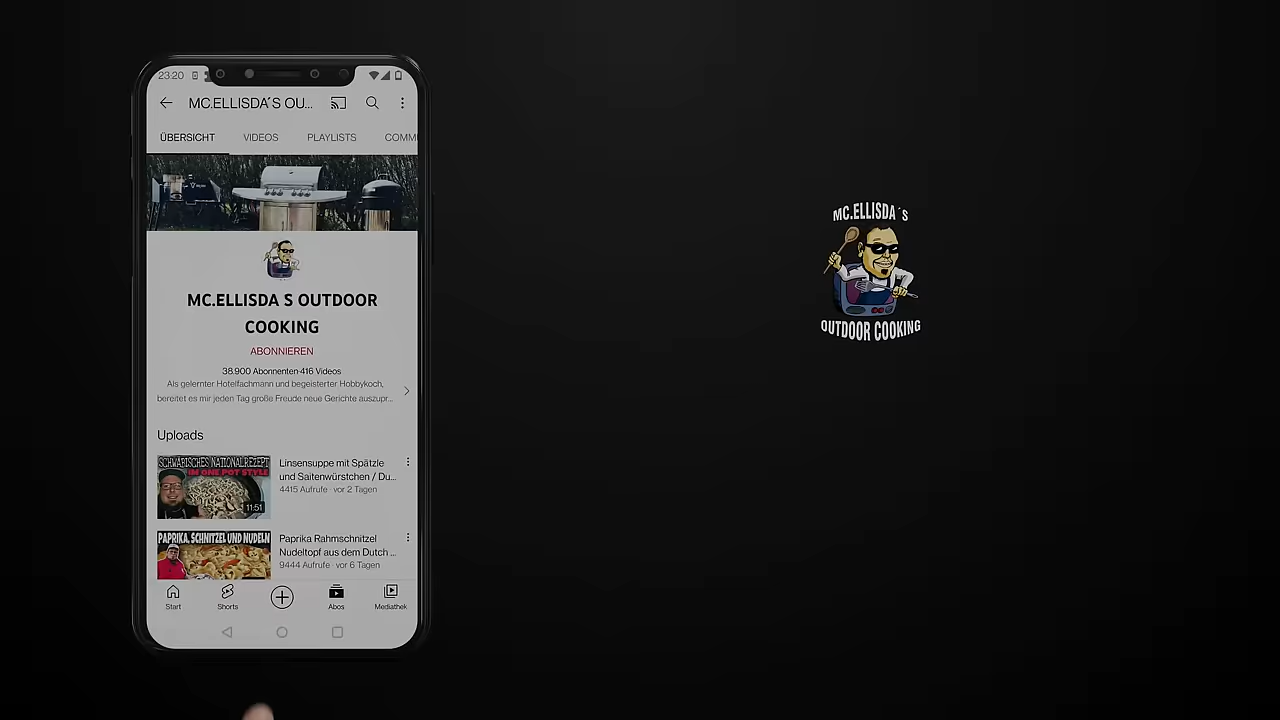 23:20
MC.ELLISDA´S OU...
ÜBERSICHT VIDEOS PLAYLISTS COMMU
MC.ELLISDA S OUTDOOR
COOKING
ABONNIEREN
38.900 Abonnenten·416 Videos
Als gelernter Hotelfachmann und begeisterter Hobbykoch,
bereitet es mir jeden Tag große Freude neue Gerichte auszupr...
Uploads
SCHWÄBISCHES NATIONALREZEPT
IM ONE POT STYLE
11:51
Linsensuppe mit Spätzle
und Saitenwürstchen / Du...
4415 Aufrufe · vor 2 Tagen
PAPRIKA, SCHNITZEL UND NUDELN
Paprika Rahmschnitzel
Nudeltopf aus dem Dutch ...
9444 Aufrufe · vor 6 Tagen
Start Shorts Abos Mediathek
MC.ELLISDA´S
OUTDOOR COOKING